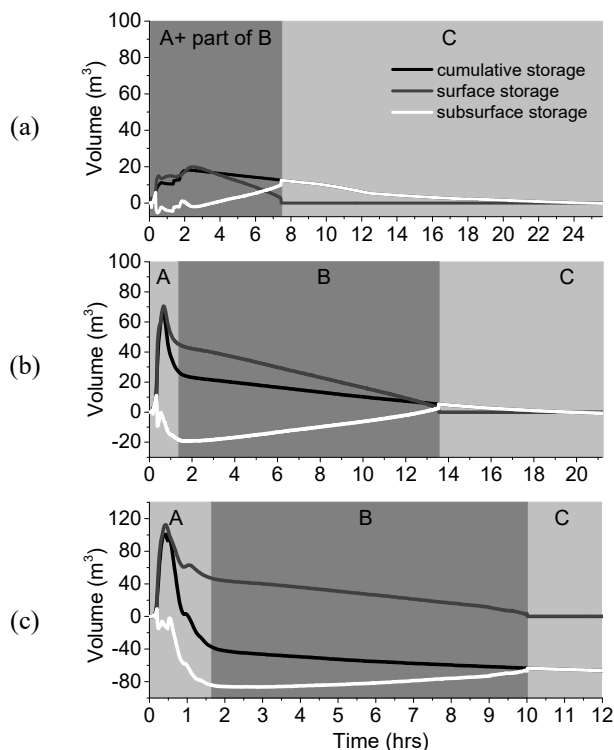 (a)
Volume (m³)
100
80
60
40
20
0
A+ part of B
C
cumulative storage
surface storage
subsurface storage
0 2 4 6 8 10 12 14 16 18 20 22 24
(b)
Volume (m³)
100
80
60
40
20
0
-20
A
B
C
0 2 4 6 8 10 12 14 16 18 20
(c)
Volume (m³)
120
80
40
0
-40
-80
A
B
C
0 1 2 3 4 5 6 7 8 9 10 11 12
Time (hrs)